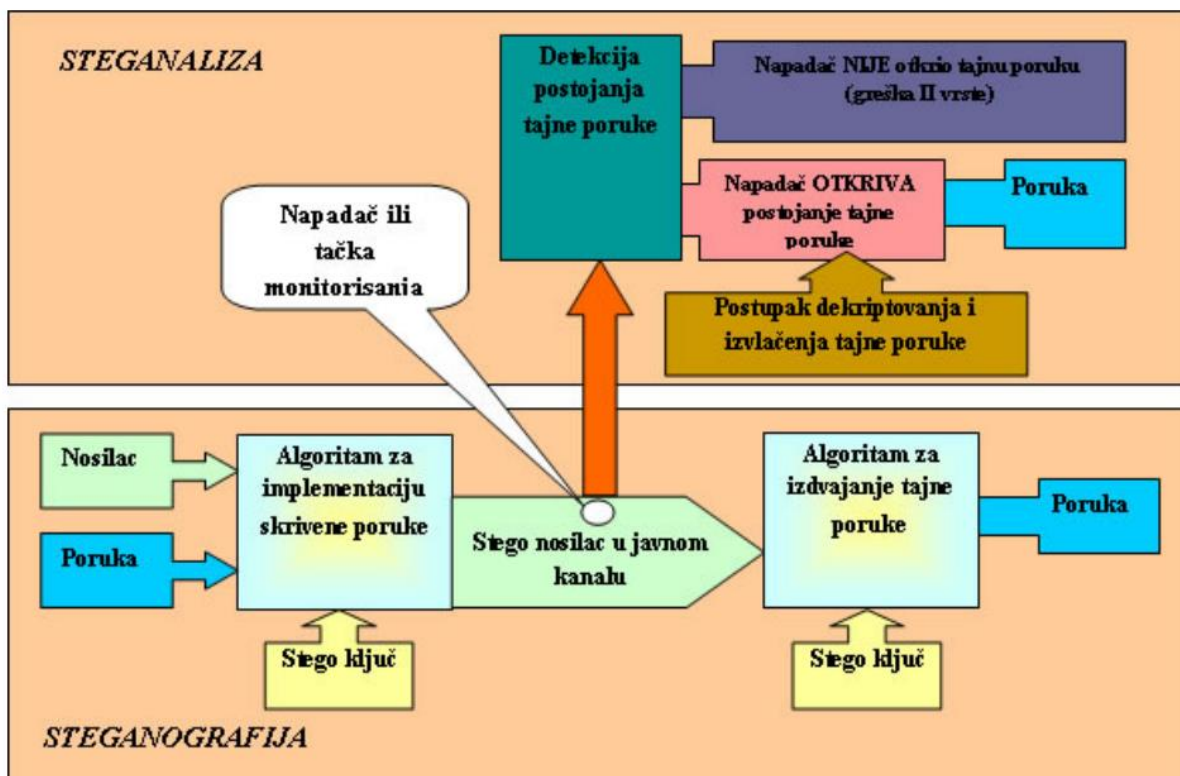 STEGANALIZA
Detekcija
postojanja
tajne poruke
Napadač NIJE otkrio tajnu poruku
(greška II vrste)
Napadač OTKRIVA
postojanje tajne
poruke
Poruka
Napadač ili
tačka
monitorisania
Postupak dekriptovanja i
izvlačenja tajne poruke
Nosilac
Poruka
Algoritam za
implementaciju
skrivene poruke
Stego nosilac u javnom
kanalu
Algoritam za
izdvajanje tajne
poruke
Poruka
Stego ključ
Stego ključ
STEGANOGRAFIJA